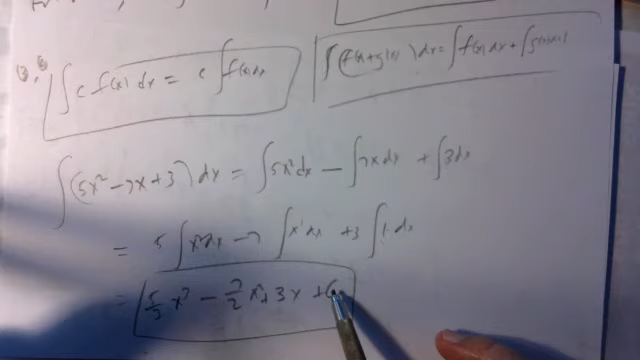 ∫ c f(x) dx = c ∫ f(x) dx
∫ (f(x) + g(x)) dx = ∫ f(x) dx + ∫ g(x) dx
∫ (5x² - 7x + 3) dx = ∫ 5x² dx - ∫ 7x dx + ∫ 3 dx
= 5 ∫ x² dx - 7 ∫ x¹ dx + 3 ∫ 1 dx
= 5/3 x³ - 7/2 x² + 3x + C